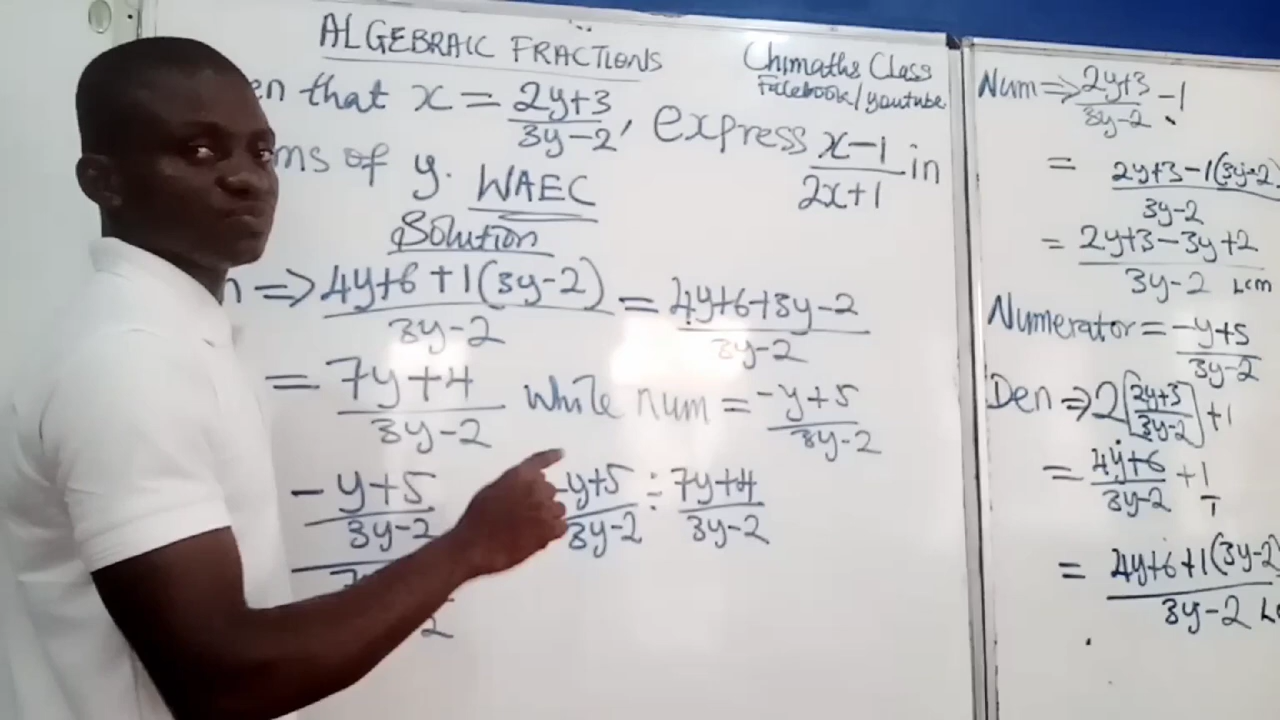 ALGEBRAIC FRACTIONS
Chimaths Class
Facebook/youtube
en that x = 2y+3/3y-2, express x-1/2x+1 in
ms of y. WAEC
Solution
n => 4y+6+1(3y-2)/3y-2 = 4y+6+3y-2/3y-2
= 7y+4/3y-2 while num = -y+5/3y-2
-y+5/3y-2 -y+5/3y-2 ÷ 7y+4/3y-2
7
2
Num => 2y+3/3y-2 - 1
= 2y+3-1(3y-2)/3y-2
= 2y+3-3y+2/3y-2 Lcm
Numerator = -y+5/3y-2
Den => 2[2y+3/3y-2] + 1
= 4y+6/3y-2 + 1/1
= 4y+6+1(3y-2)/3y-2